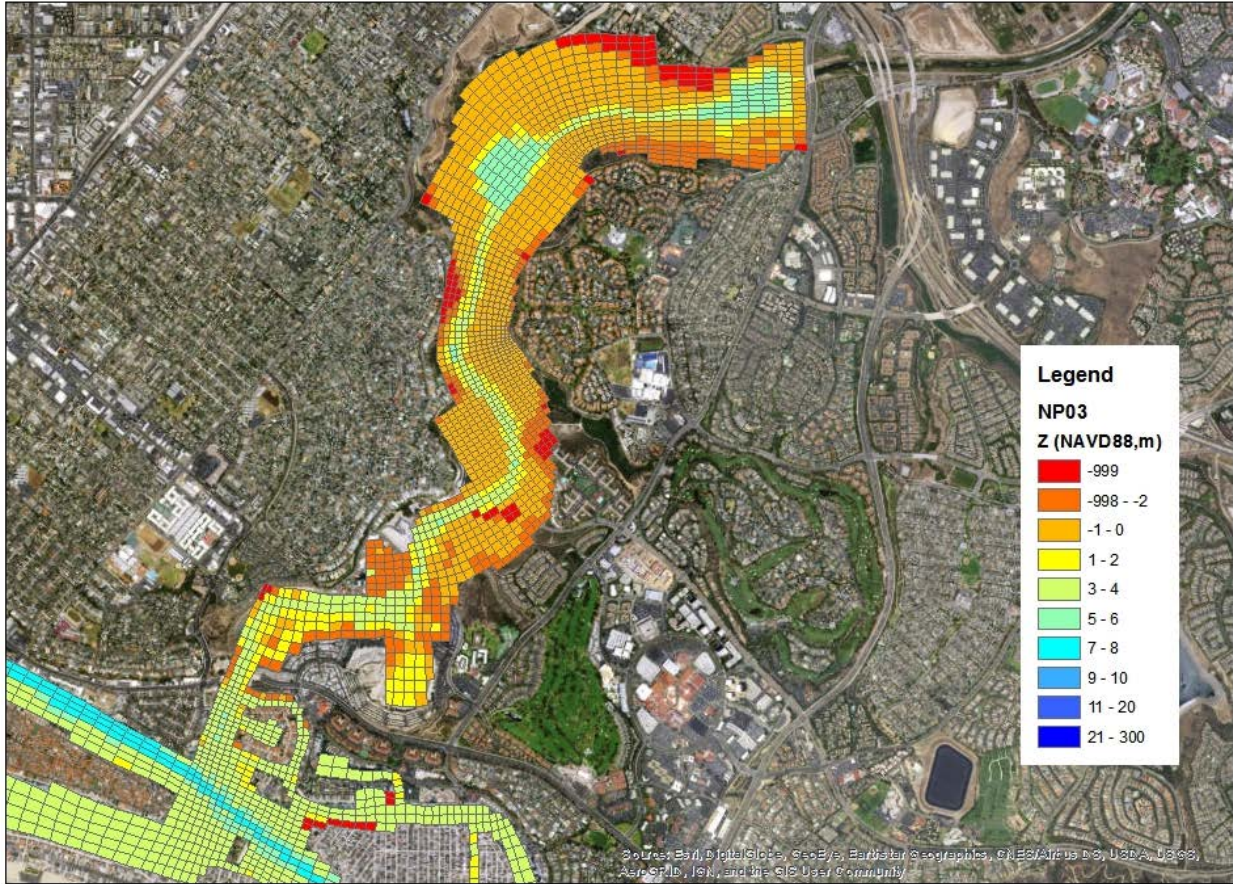 Legend
NP03
Z (NAVD88,m)
-999
-998 - -2
-1 - 0
1 - 2
3 - 4
5 - 6
7 - 8
9 - 10
11 - 20
21 - 300
Source: Esri, DigitalGlobe, GeoEye, Earthstar Geographics, CNES/Airbus DS, USDA, USGS,
AeroGRID, IGN, and the GIS User Community